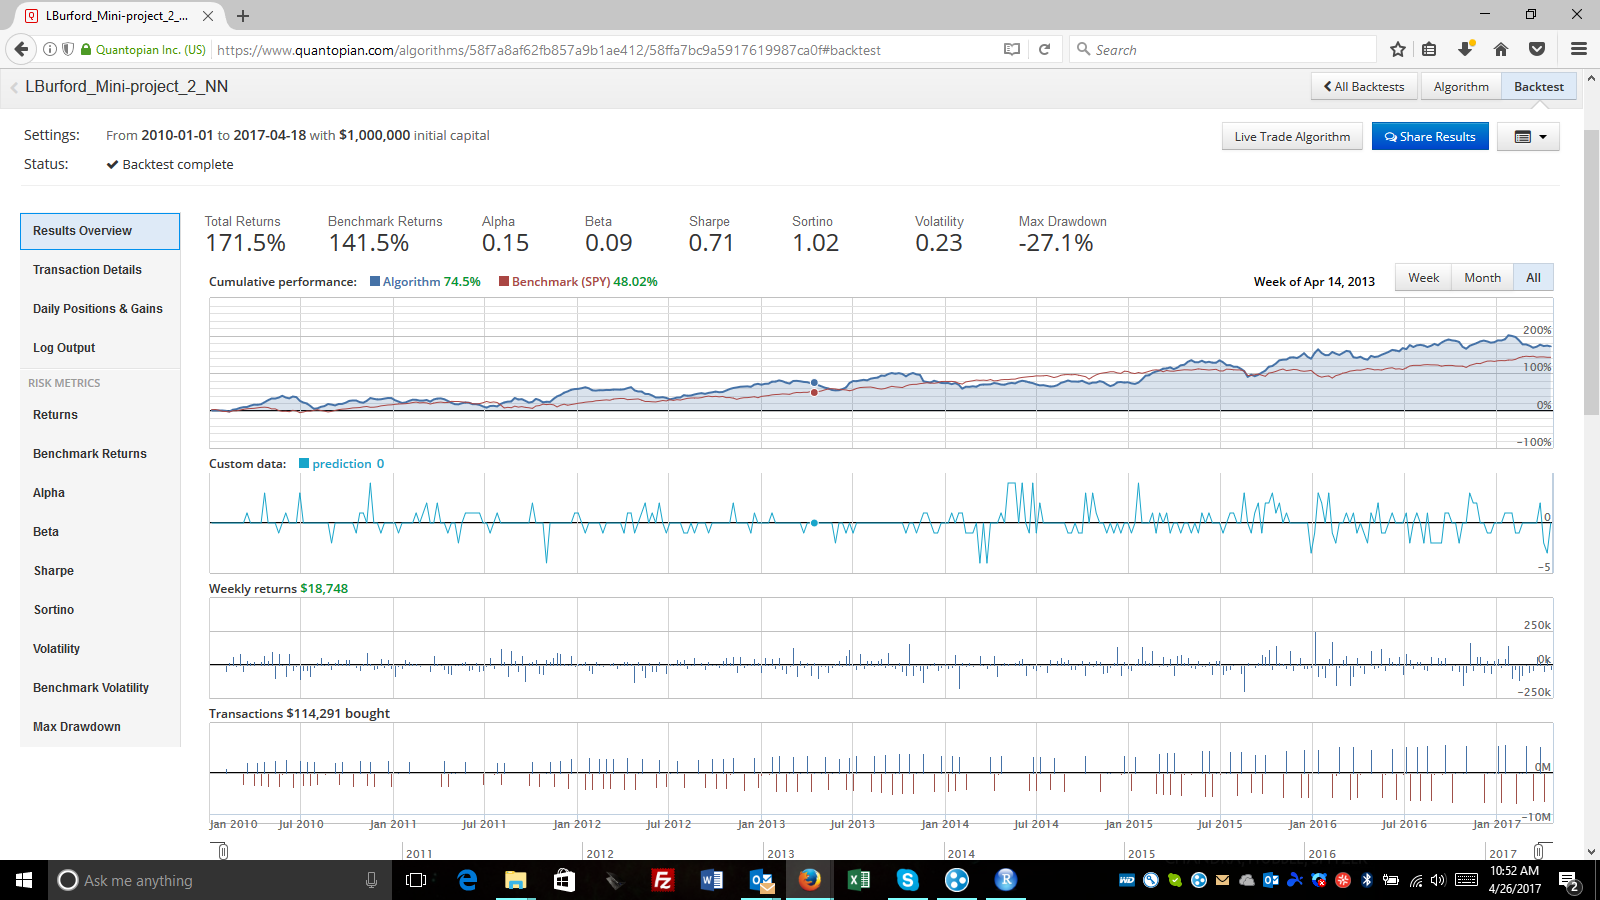 LBurford_Mini-project_2_...
Quantopian Inc. (US) https://www.quantopian.com/algorithms/58f7a8af62fb857a9b1ae412/58ffa7bc9a5917619987ca0f#backtest Search
LBurford_Mini-project_2_NN All Backtests Algorithm Backtest
Settings: From 2010-01-01 to 2017-04-18 with $1,000,000 initial capital Live Trade Algorithm Share Results
Status: Backtest complete
Results Overview
Transaction Details
Daily Positions & Gains
Log Output
RISK METRICS
Returns
Benchmark Returns
Alpha
Beta
Sharpe
Sortino
Volatility
Benchmark Volatility
Max Drawdown
Total Returns Benchmark Returns Alpha Beta Sharpe Sortino Volatility Max Drawdown
171.5% 141.5% 0.15 0.09 0.71 1.02 0.23 -27.1%
Cumulative performance: Algorithm 74.5% Benchmark (SPY) 48.02% Week of Apr 14, 2013 Week Month All
200%
100%
0%
-100%
Custom data: prediction 0
0
-5
Weekly returns $18,748
250k
0k
-250k
Transactions $114,291 bought
0M
-10M
Jan 2010 Jul 2010 Jan 2011 Jul 2011 Jan 2012 Jul 2012 Jan 2013 Jul 2013 Jan 2014 Jul 2014 Jan 2015 Jul 2015 Jan 2016 Jul 2016 Jan 2017
2011 2012 2013 2014 2015 2016 2017
Ask me anything
10:52 AM
4/26/2017
2